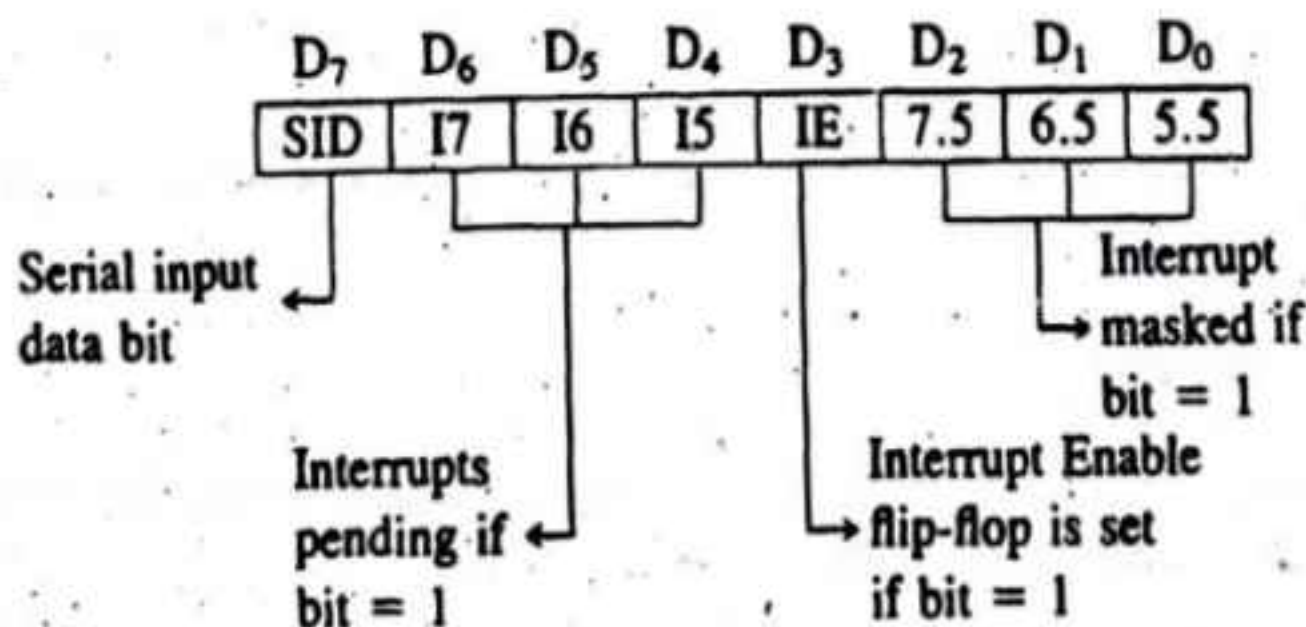 D₇ D₆ D₅ D₄ D₃ D₂ D₁ D₀
SID I7 I6 I5 IE 7.5 6.5 5.5
Serial input
data bit
Interrupts
pending if
bit = 1
Interrupt Enable
flip-flop is set
if bit = 1
Interrupt
masked if
bit = 1